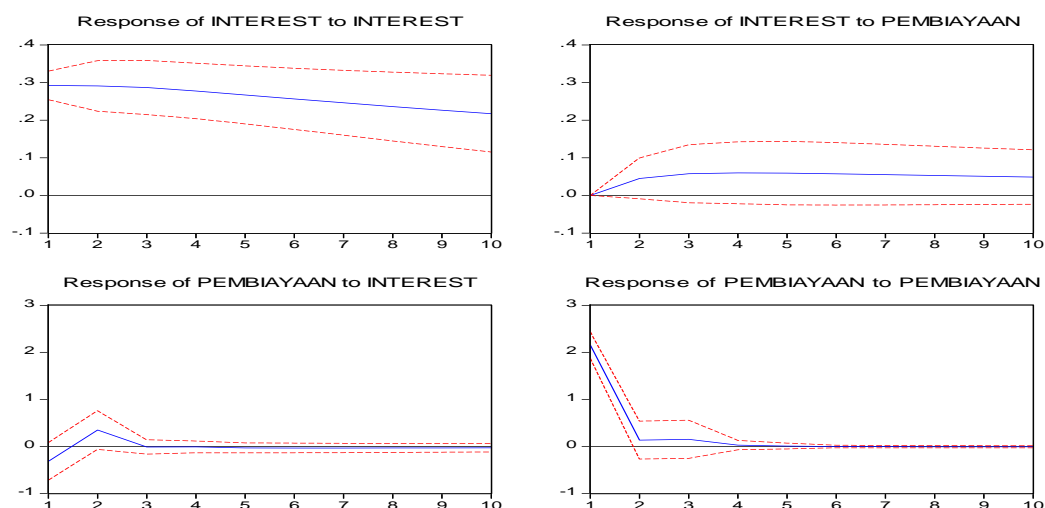 Response of INTEREST to INTEREST
.4
.3
.2
.1
.0
-.1
1 2 3 4 5 6 7 8 9 10
Response of INTEREST to PEMBIAYAAN
.4
.3
.2
.1
.0
-.1
1 2 3 4 5 6 7 8 9 10
Response of PEMBIAYAAN to INTEREST
3
2
1
0
-1
1 2 3 4 5 6 7 8 9 10
Response of PEMBIAYAAN to PEMBIAYAAN
3
2
1
0
-1
1 2 3 4 5 6 7 8 9 10